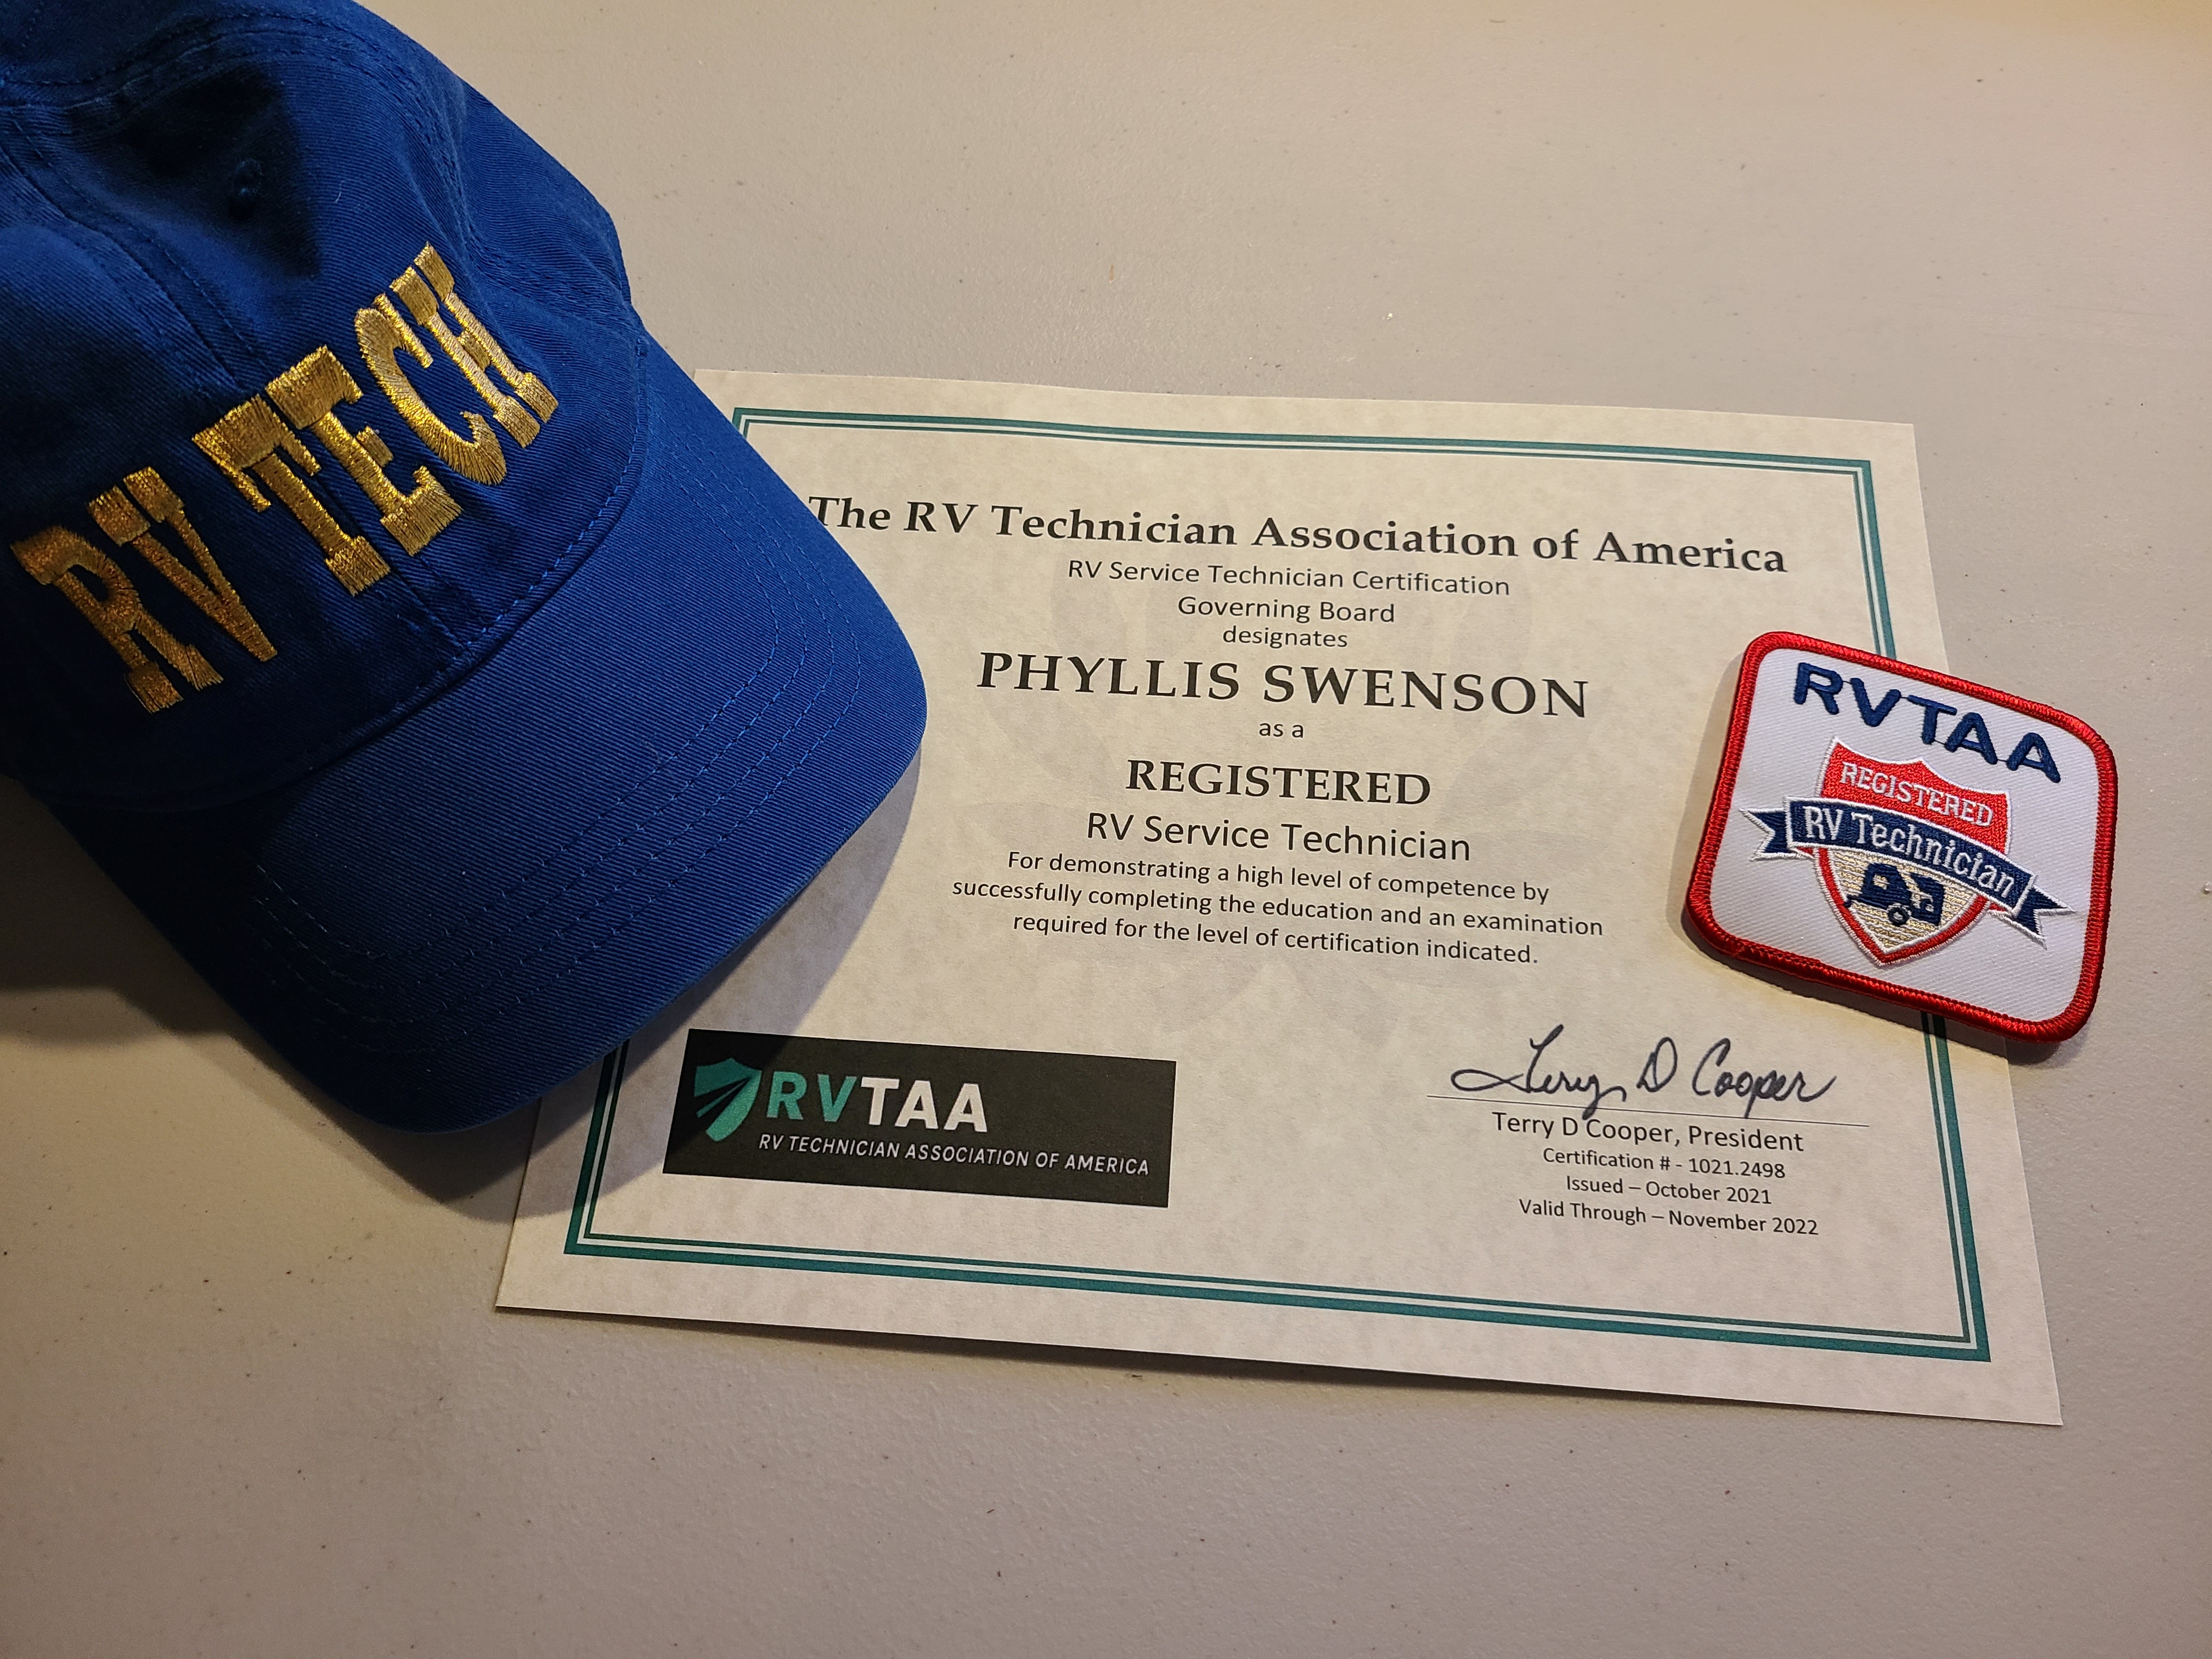 RV TECH
The RV Technician Association of America
RV Service Technician Certification
Governing Board
designates
PHYLLIS SWENSON
as a
REGISTERED
RV Service Technician
For demonstrating a high level of competence by
successfully completing the education and an examination
required for the level of certification indicated.
RVTAA
RV TECHNICIAN ASSOCIATION OF AMERICA
Terry D Cooper
Terry D Cooper, President
Certification # - 1021.2498
Issued – October 2021
Valid Through – November 2022
RVTAA
REGISTERED
RV Technician